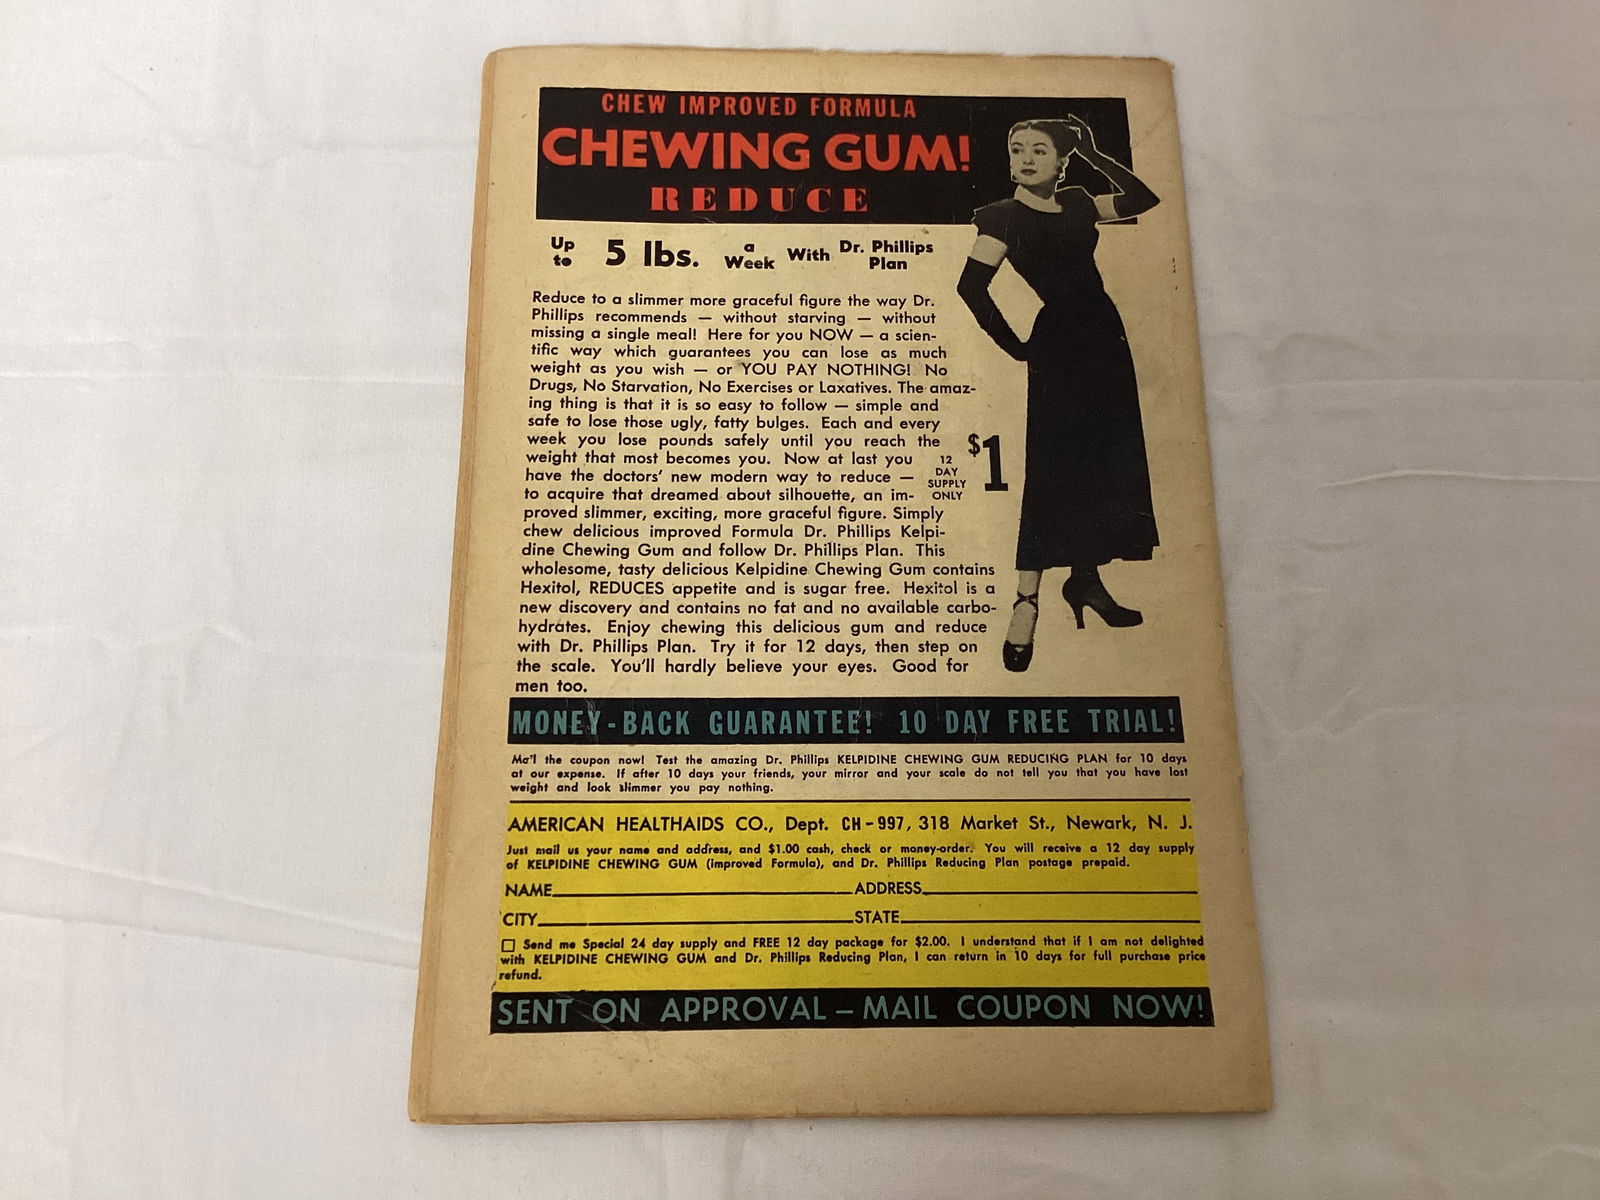 CHEW IMPROVED FORMULA
CHEWING GUM!
REDUCE
Up to 5 lbs. a Week With Dr. Phillips Plan
Reduce to a slimmer more graceful figure the way Dr.
Phillips recommends — without starving — without
missing a single meal! Here for you NOW — a scien-
tific way which guarantees you can lose as much
weight as you wish — or YOU PAY NOTHING! No
Drugs, No Starvation, No Exercises or Laxatives. The amaz-
ing thing is that it is so easy to follow — simple and
safe to lose those ugly, fatty bulges. Each and every
week you lose pounds safely until you reach the
weight that most becomes you. Now at last you
have the doctors' new modern way to reduce —
to acquire that dreamed about silhouette, an im-
proved slimmer, exciting, more graceful figure. Simply
chew delicious improved Formula Dr. Phillips Kelpi-
dine Chewing Gum and follow Dr. Phillips Plan. This
wholesome, tasty delicious Kelpidine Chewing Gum contains
Hexitol, REDUCES appetite and is sugar free. Hexitol is a
new discovery and contains no fat and no available carbo-
hydrates. Enjoy chewing this delicious gum and reduce
with Dr. Phillips Plan. Try it for 12 days, then step on
the scale. You'll hardly believe your eyes. Good for
men too.
$1
12
DAY
SUPPLY
ONLY
MONEY-BACK GUARANTEE! 10 DAY FREE TRIAL!
Mail the coupon now! Test the amazing Dr. Phillips KELPIDINE CHEWING GUM REDUCING PLAN for 10 days
at our expense. If after 10 days your friends, your mirror and your scale do not tell you that you have lost
weight and look slimmer you pay nothing.
AMERICAN HEALTHAIDS CO., Dept. CH-997, 318 Market St., Newark, N. J.
Just mail us your name and address, and $1.00 cash, check or money-order. You will receive a 12 day supply
of KELPIDINE CHEWING GUM (improved Formula), and Dr. Phillips Reducing Plan postage prepaid.
NAME ADDRESS
CITY STATE
Send me Special 24 day supply and FREE 12 day package for $2.00. I understand that if I am not delighted
with KELPIDINE CHEWING GUM and Dr. Phillips Reducing Plan, I can return in 10 days for full purchase price
refund.
SENT ON APPROVAL — MAIL COUPON NOW!